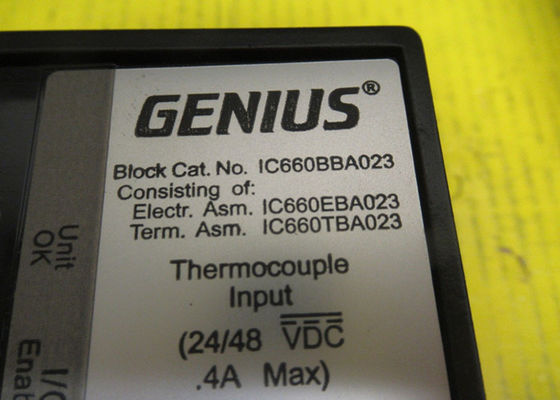 GENIUS®
Block Cat. No. IC660BBA023
Consisting of:
Electr. Asm. IC660EBA023
Term. Asm. IC660TBA023
Thermocouple
Input
(24/48 VDC
.4A Max)
Unit
OK